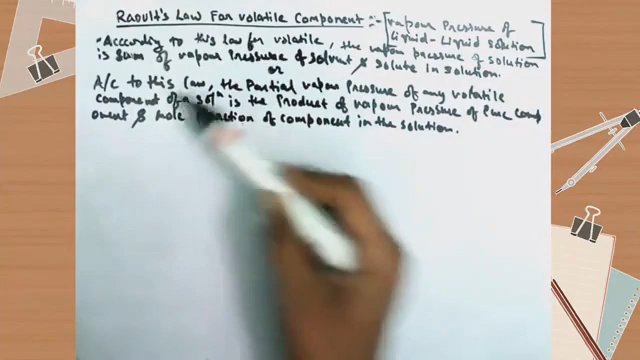 Raoult's Law For volatile Component :- [vapour Pressure of
liquid-Liquid solution]
- According to this law for volatile, the vapour pressure of solution
is sum of vapour Pressure of solvent & solute in solution.
or
A/c to this law, the Partial vapour Pressure of any volatile
component of a solⁿ is the Product of vapour Pressure of Pure Comp
onent & mole fraction of component in the solution.